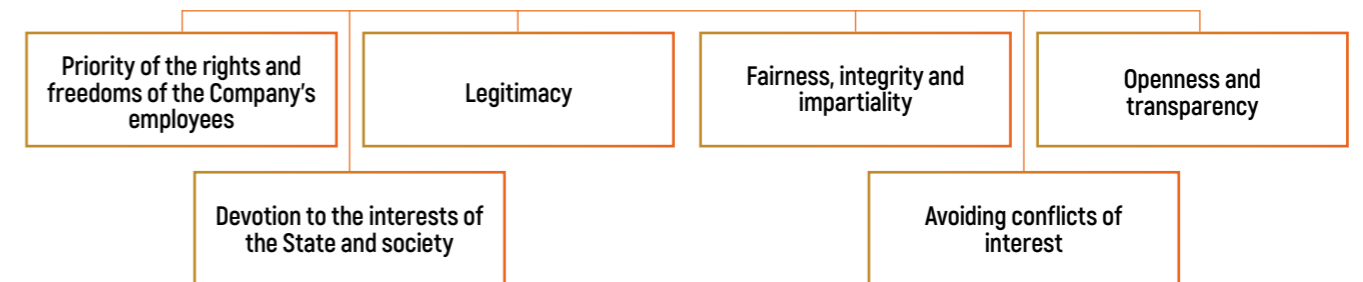 Priority of the rights and
freedoms of the Company's
employees
Legitimacy
Fairness, integrity and
impartiality
Openness and
transparency
Devotion to the interests of
the State and society
Avoiding conflicts of
interest